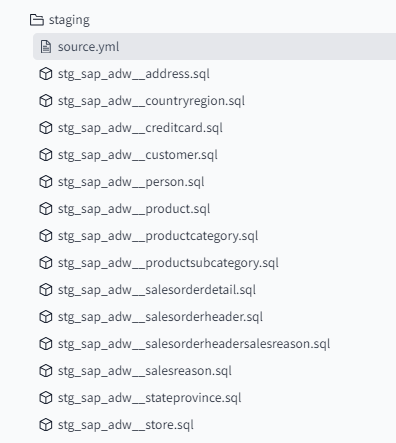 staging
source.yml
stg_sap_adw__address.sql
stg_sap_adw__countryregion.sql
stg_sap_adw__creditcard.sql
stg_sap_adw__customer.sql
stg_sap_adw__person.sql
stg_sap_adw__product.sql
stg_sap_adw__productcategory.sql
stg_sap_adw__productsubcategory.sql
stg_sap_adw__salesorderdetail.sql
stg_sap_adw__salesorderheader.sql
stg_sap_adw__salesorderheadersalesreason.sql
stg_sap_adw__salesreason.sql
stg_sap_adw__stateprovince.sql
stg_sap_adw__store.sql